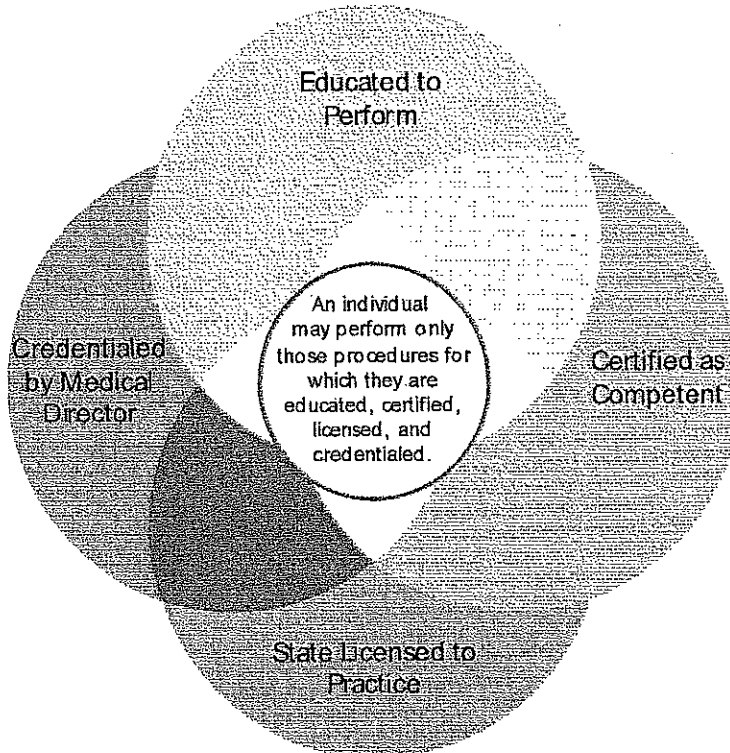 Educated to
Perform
An individual
may perform only
those procedures for
which they are
educated, certified,
licensed, and
credentialed.
Credentialed
by Medical
Director
Certified as
Competent
State Licensed to
Practice